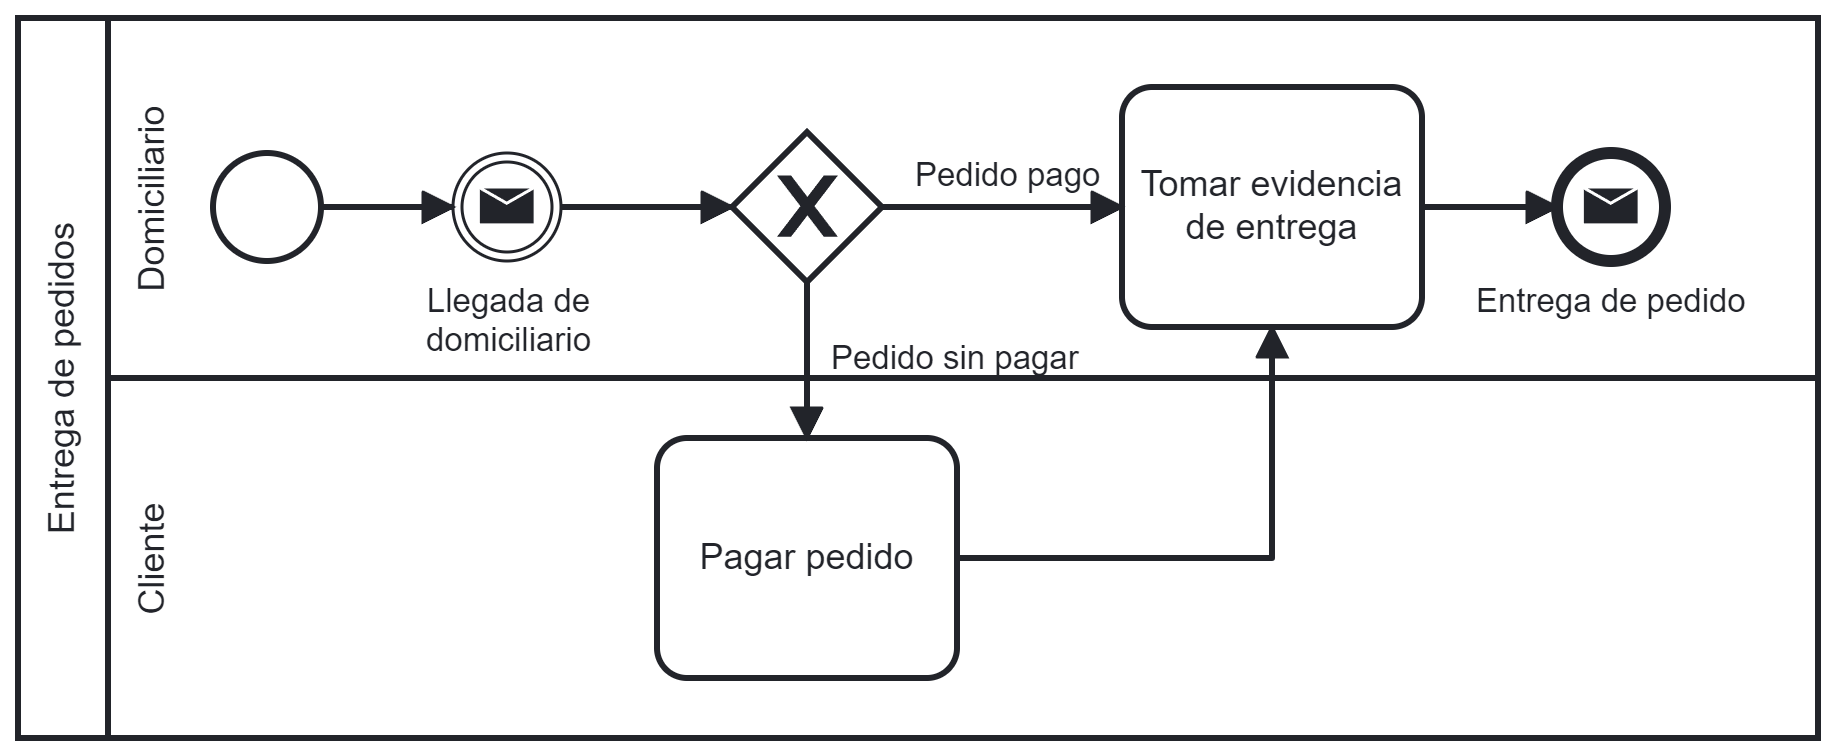 Entrega de pedidos
Domiciliario
Llegada de
domiciliario
Pedido pago
Pedido sin pagar
Tomar evidencia
de entrega
Entrega de pedido
Cliente
Pagar pedido